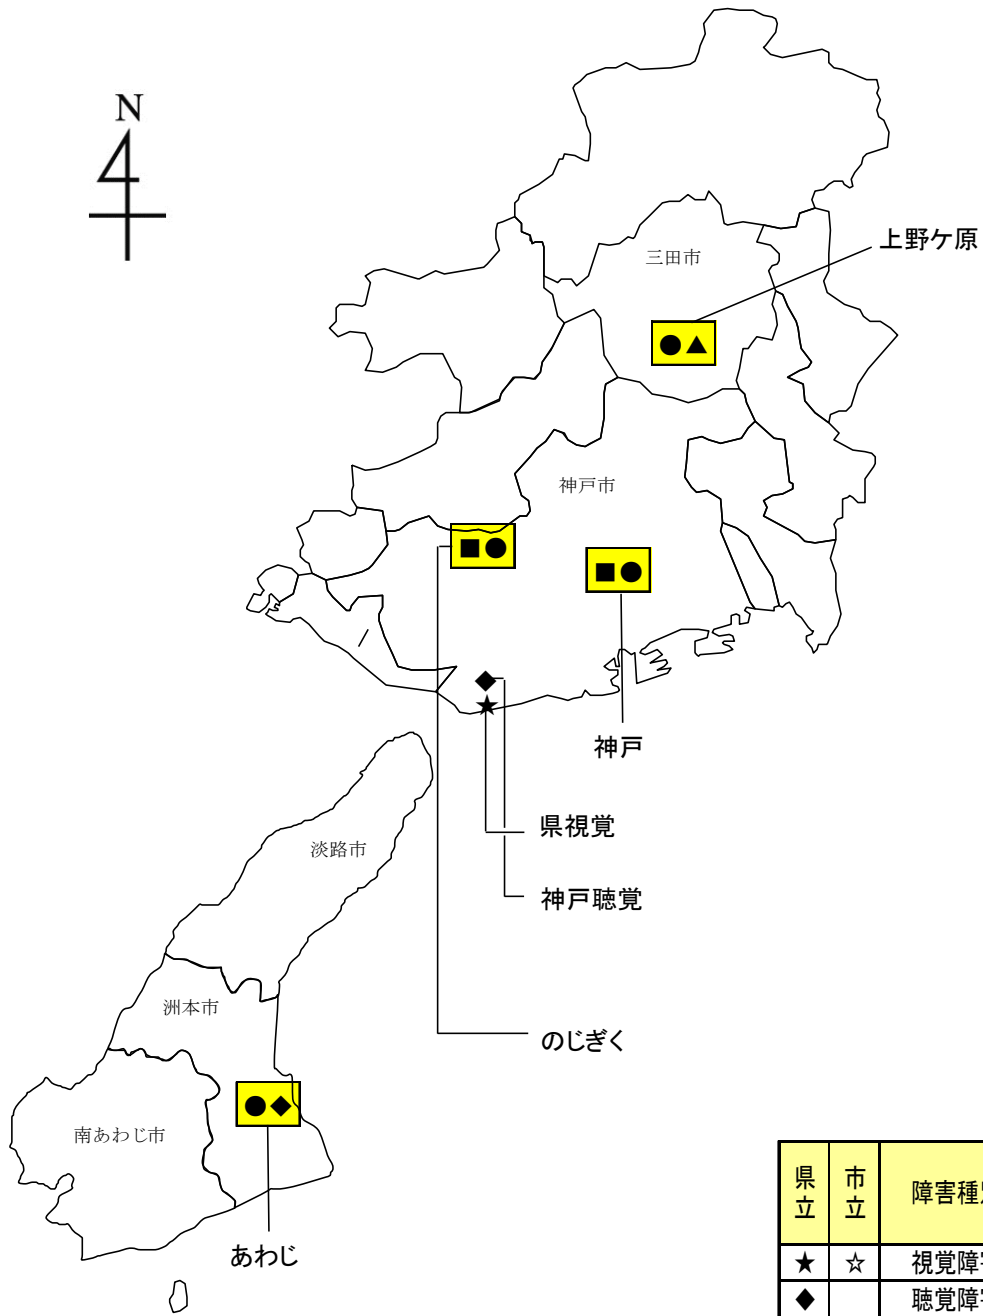 N
上野ケ原
三田市
神戸市
神戸
県視覚
淡路市
神戸聴覚
洲本市
のじぎく
南あわじ市
あわじ
県立 市立 障害種
★ ☆ 視覚障
◆ 聴覚障